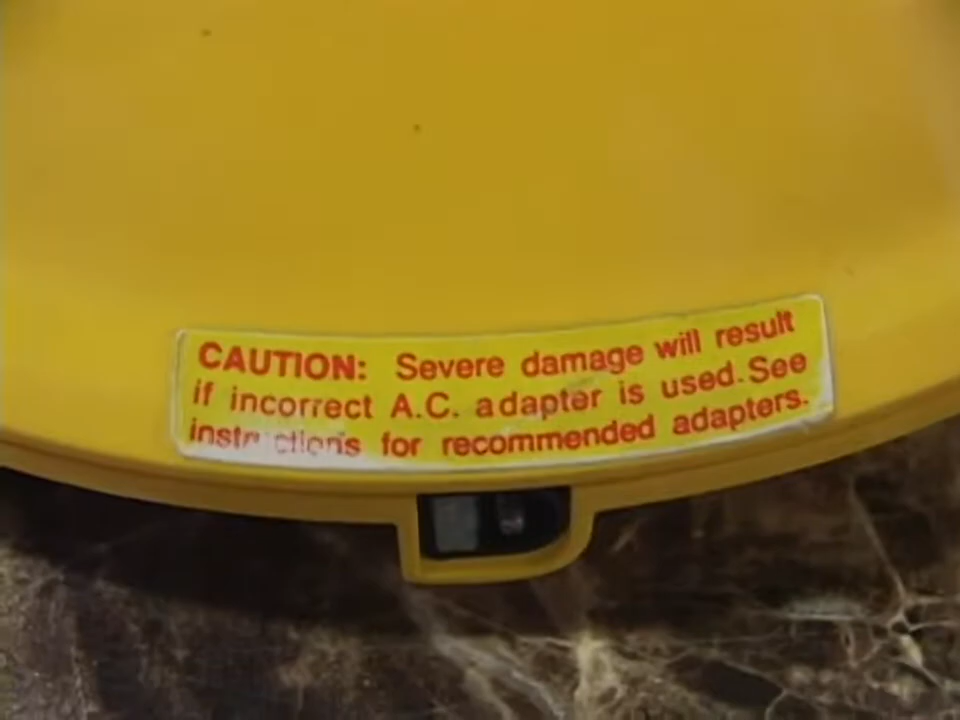 CAUTION: Severe damage will result
if incorrect A.C. adapter is used. See
instructions for recommended adapters.